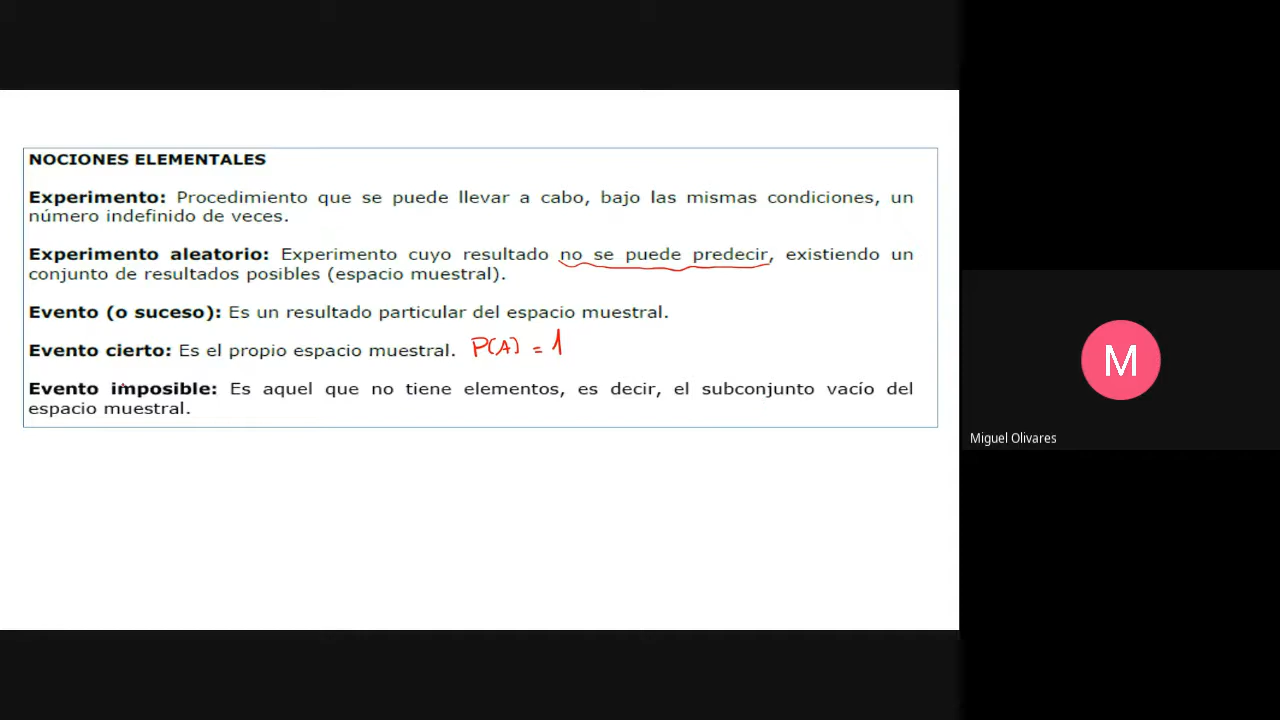 NOCIONES ELEMENTALES
Experimento: Procedimiento que se puede llevar a cabo, bajo las mismas condiciones, un
número indefinido de veces.
Experimento aleatorio: Experimento cuyo resultado no se puede predecir, existiendo un
conjunto de resultados posibles (espacio muestral).
Evento (o suceso): Es un resultado particular del espacio muestral.
Evento cierto: Es el propio espacio muestral. P(A) = 1
Evento imposible: Es aquel que no tiene elementos, es decir, el subconjunto vacío del
espacio muestral.
M
Miguel Olivares